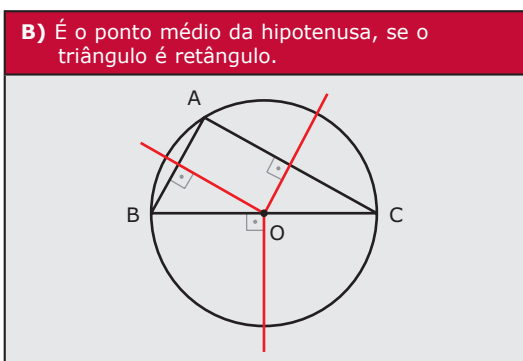 B) É o ponto médio da hipotenusa, se o
triângulo é retângulo.
A
B
C
O